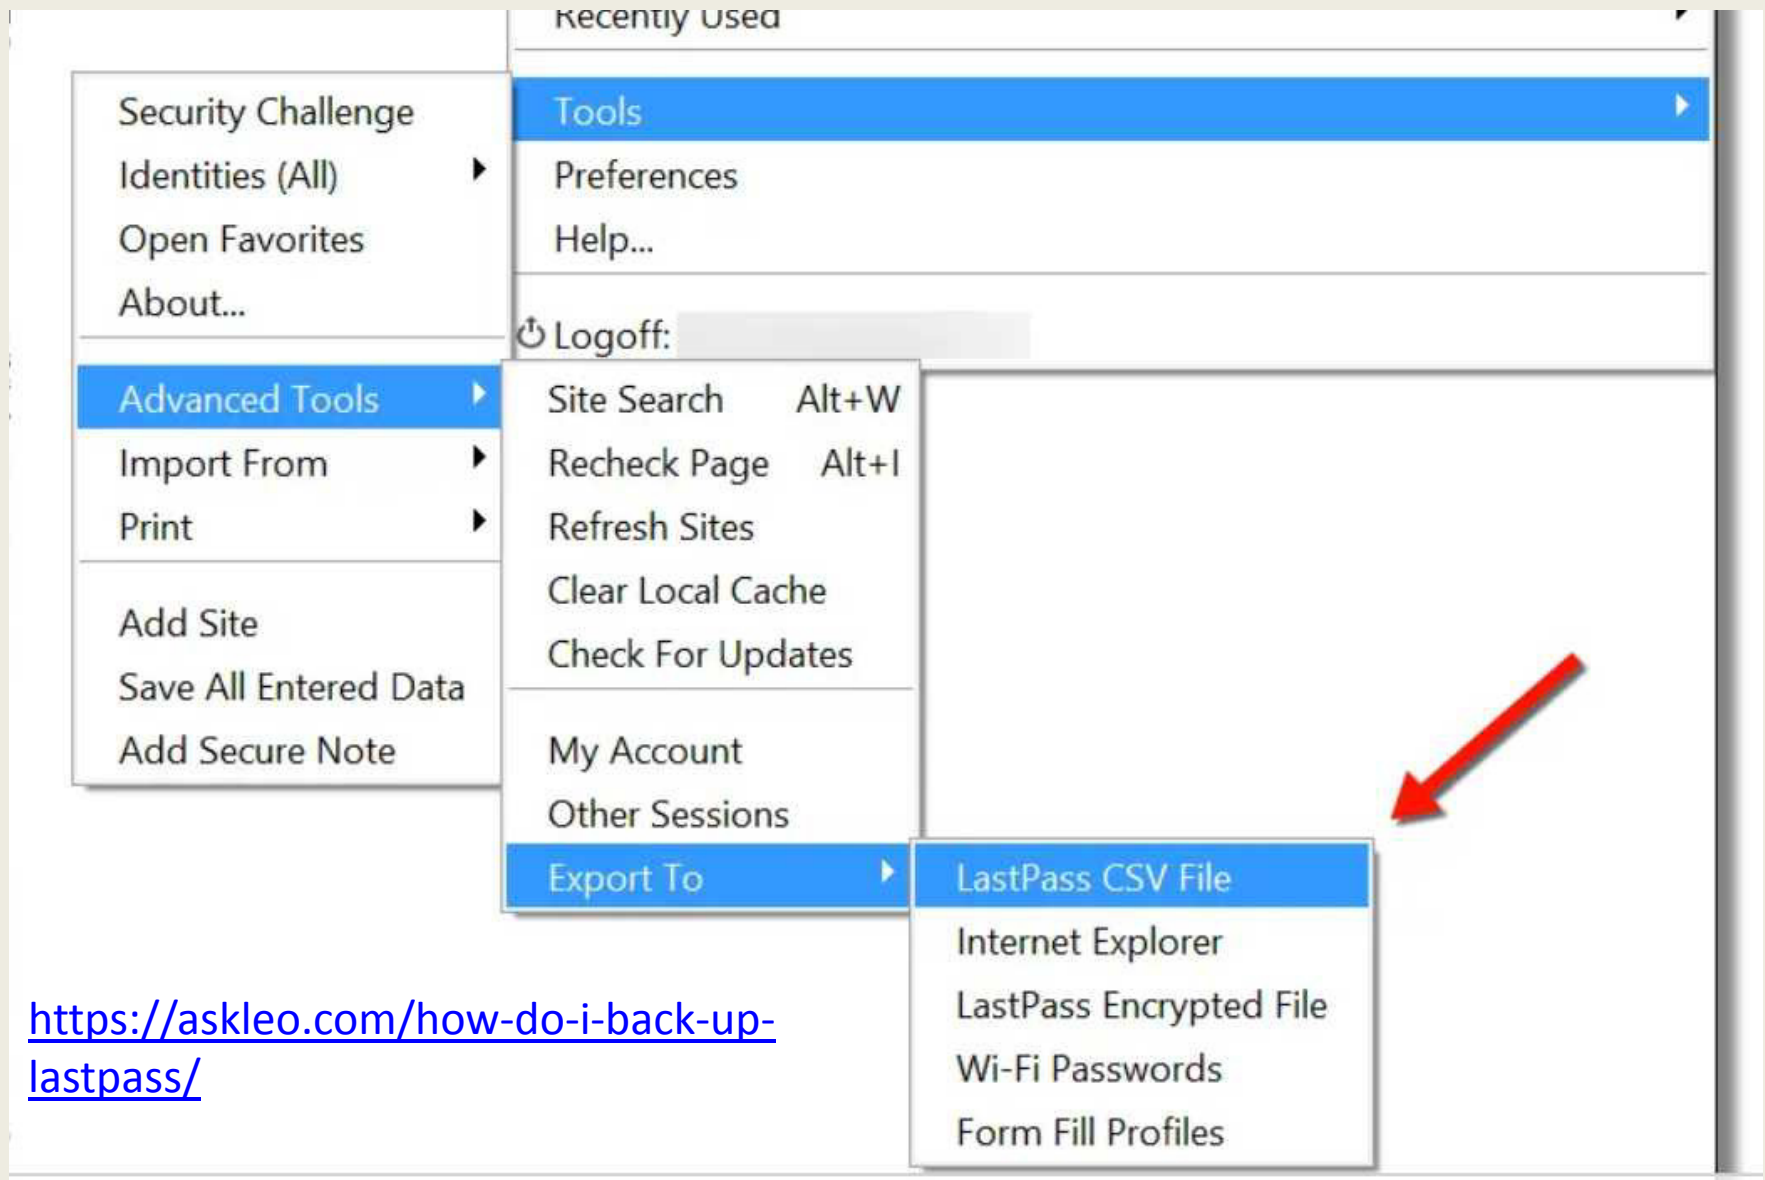 Recently Used
Tools
Preferences
Help...
Logoff:
Security Challenge
Identities (All)
Open Favorites
About...
Advanced Tools
Import From
Print
Add Site
Save All Entered Data
Add Secure Note
Site Search Alt+W
Recheck Page Alt+I
Refresh Sites
Clear Local Cache
Check For Updates
My Account
Other Sessions
Export To
LastPass CSV File
Internet Explorer
LastPass Encrypted File
Wi-Fi Passwords
Form Fill Profiles
https://askleo.com/how-do-i-back-up-
lastpass/